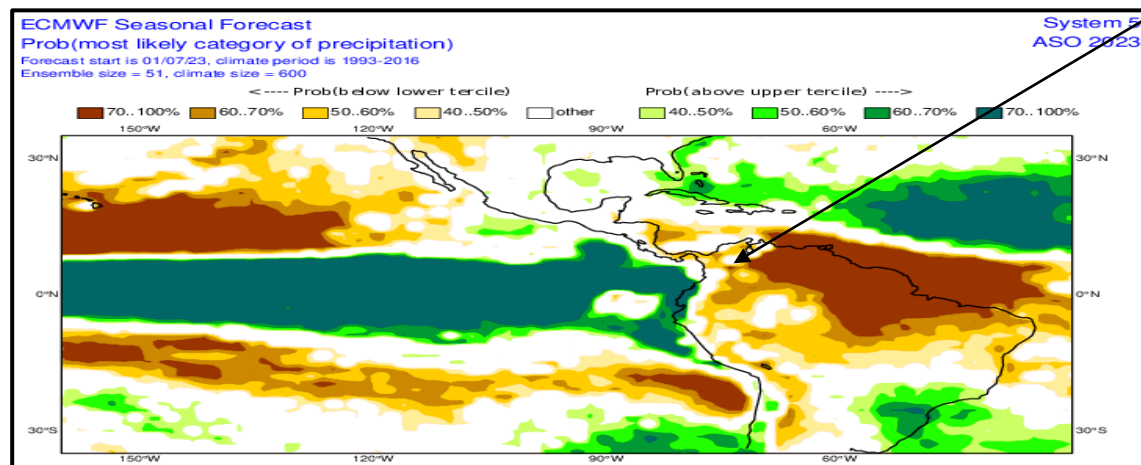 ECMWF Seasonal Forecast
System 5
Prob(most likely category of precipitation)
ASO 2023
Forecast start is 01/07/23, climate period is 1993-2016
Ensemble size = 51, climate size = 600
<---- Prob(below lower tercile)
Prob(above upper tercile) ---->
70..100% 60..70% 50..60% 40..50% other 40..50% 50..60% 60..70% 70..100%
150°W 120°W 90°W 60°W
30°N 30°N
0°N 0°N
30°S 30°S
150°W 120°W 90°W 60°W